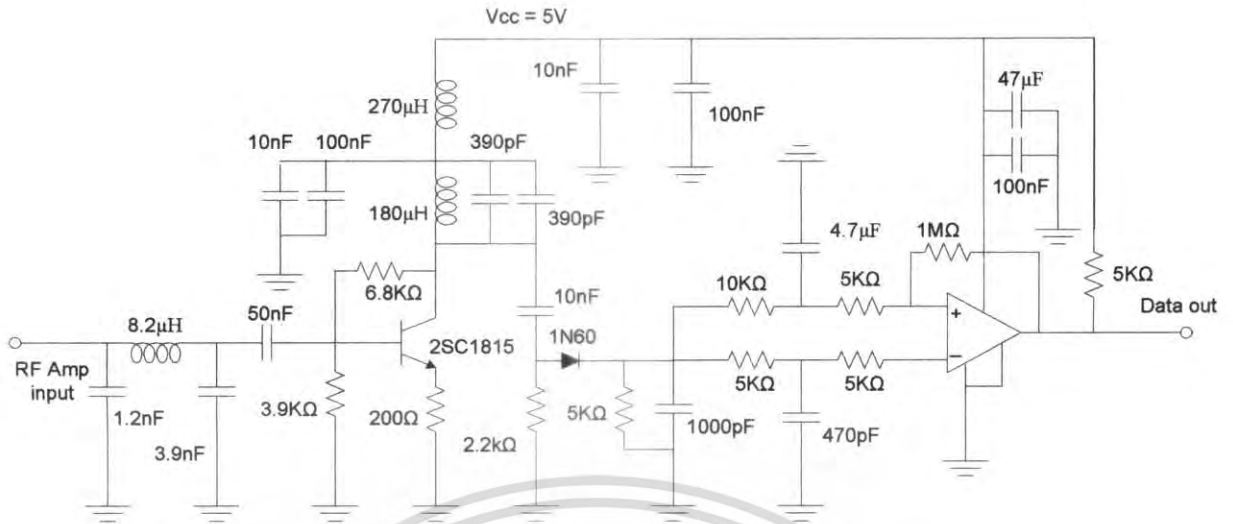 Vcc = 5V
10nF
47µF
270µH
100nF
10nF 100nF
390pF
100nF
180µH
390pF
4.7µF
1MΩ
6.8KΩ
10KΩ
5KΩ
5KΩ
10nF
50nF
Data out
8.2µH
1N60
+
2SC1815
−
RF Amp
input
5KΩ
5KΩ
3.9KΩ
200Ω
5KΩ
1.2nF
1000pF
470pF
2.2kΩ
3.9nF